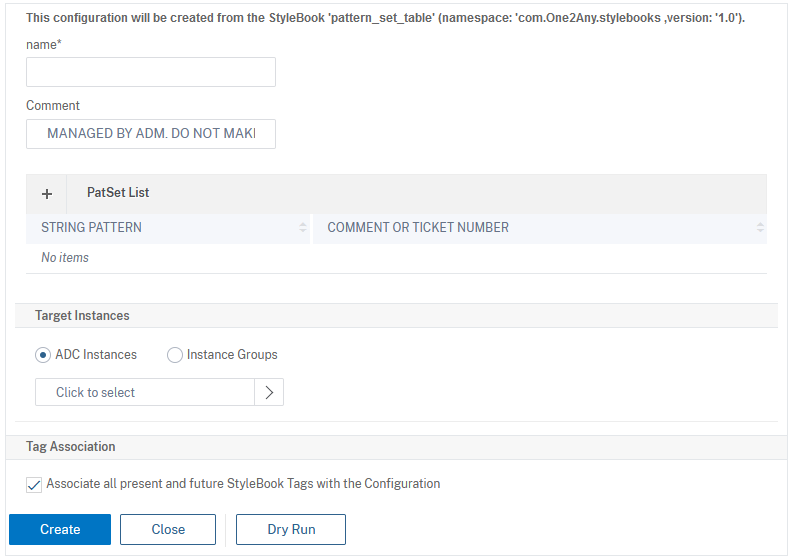 This configuration will be created from the StyleBook 'pattern_set_table' (namespace: 'com.One2Any.stylebooks ,version: '1.0').
name*
Comment
MANAGED BY ADM. DO NOT MAKI
+ PatSet List
STRING PATTERN COMMENT OR TICKET NUMBER
No items
Target Instances
ADC Instances Instance Groups
Click to select
Tag Association
Associate all present and future StyleBook Tags with the Configuration
Create Close Dry Run